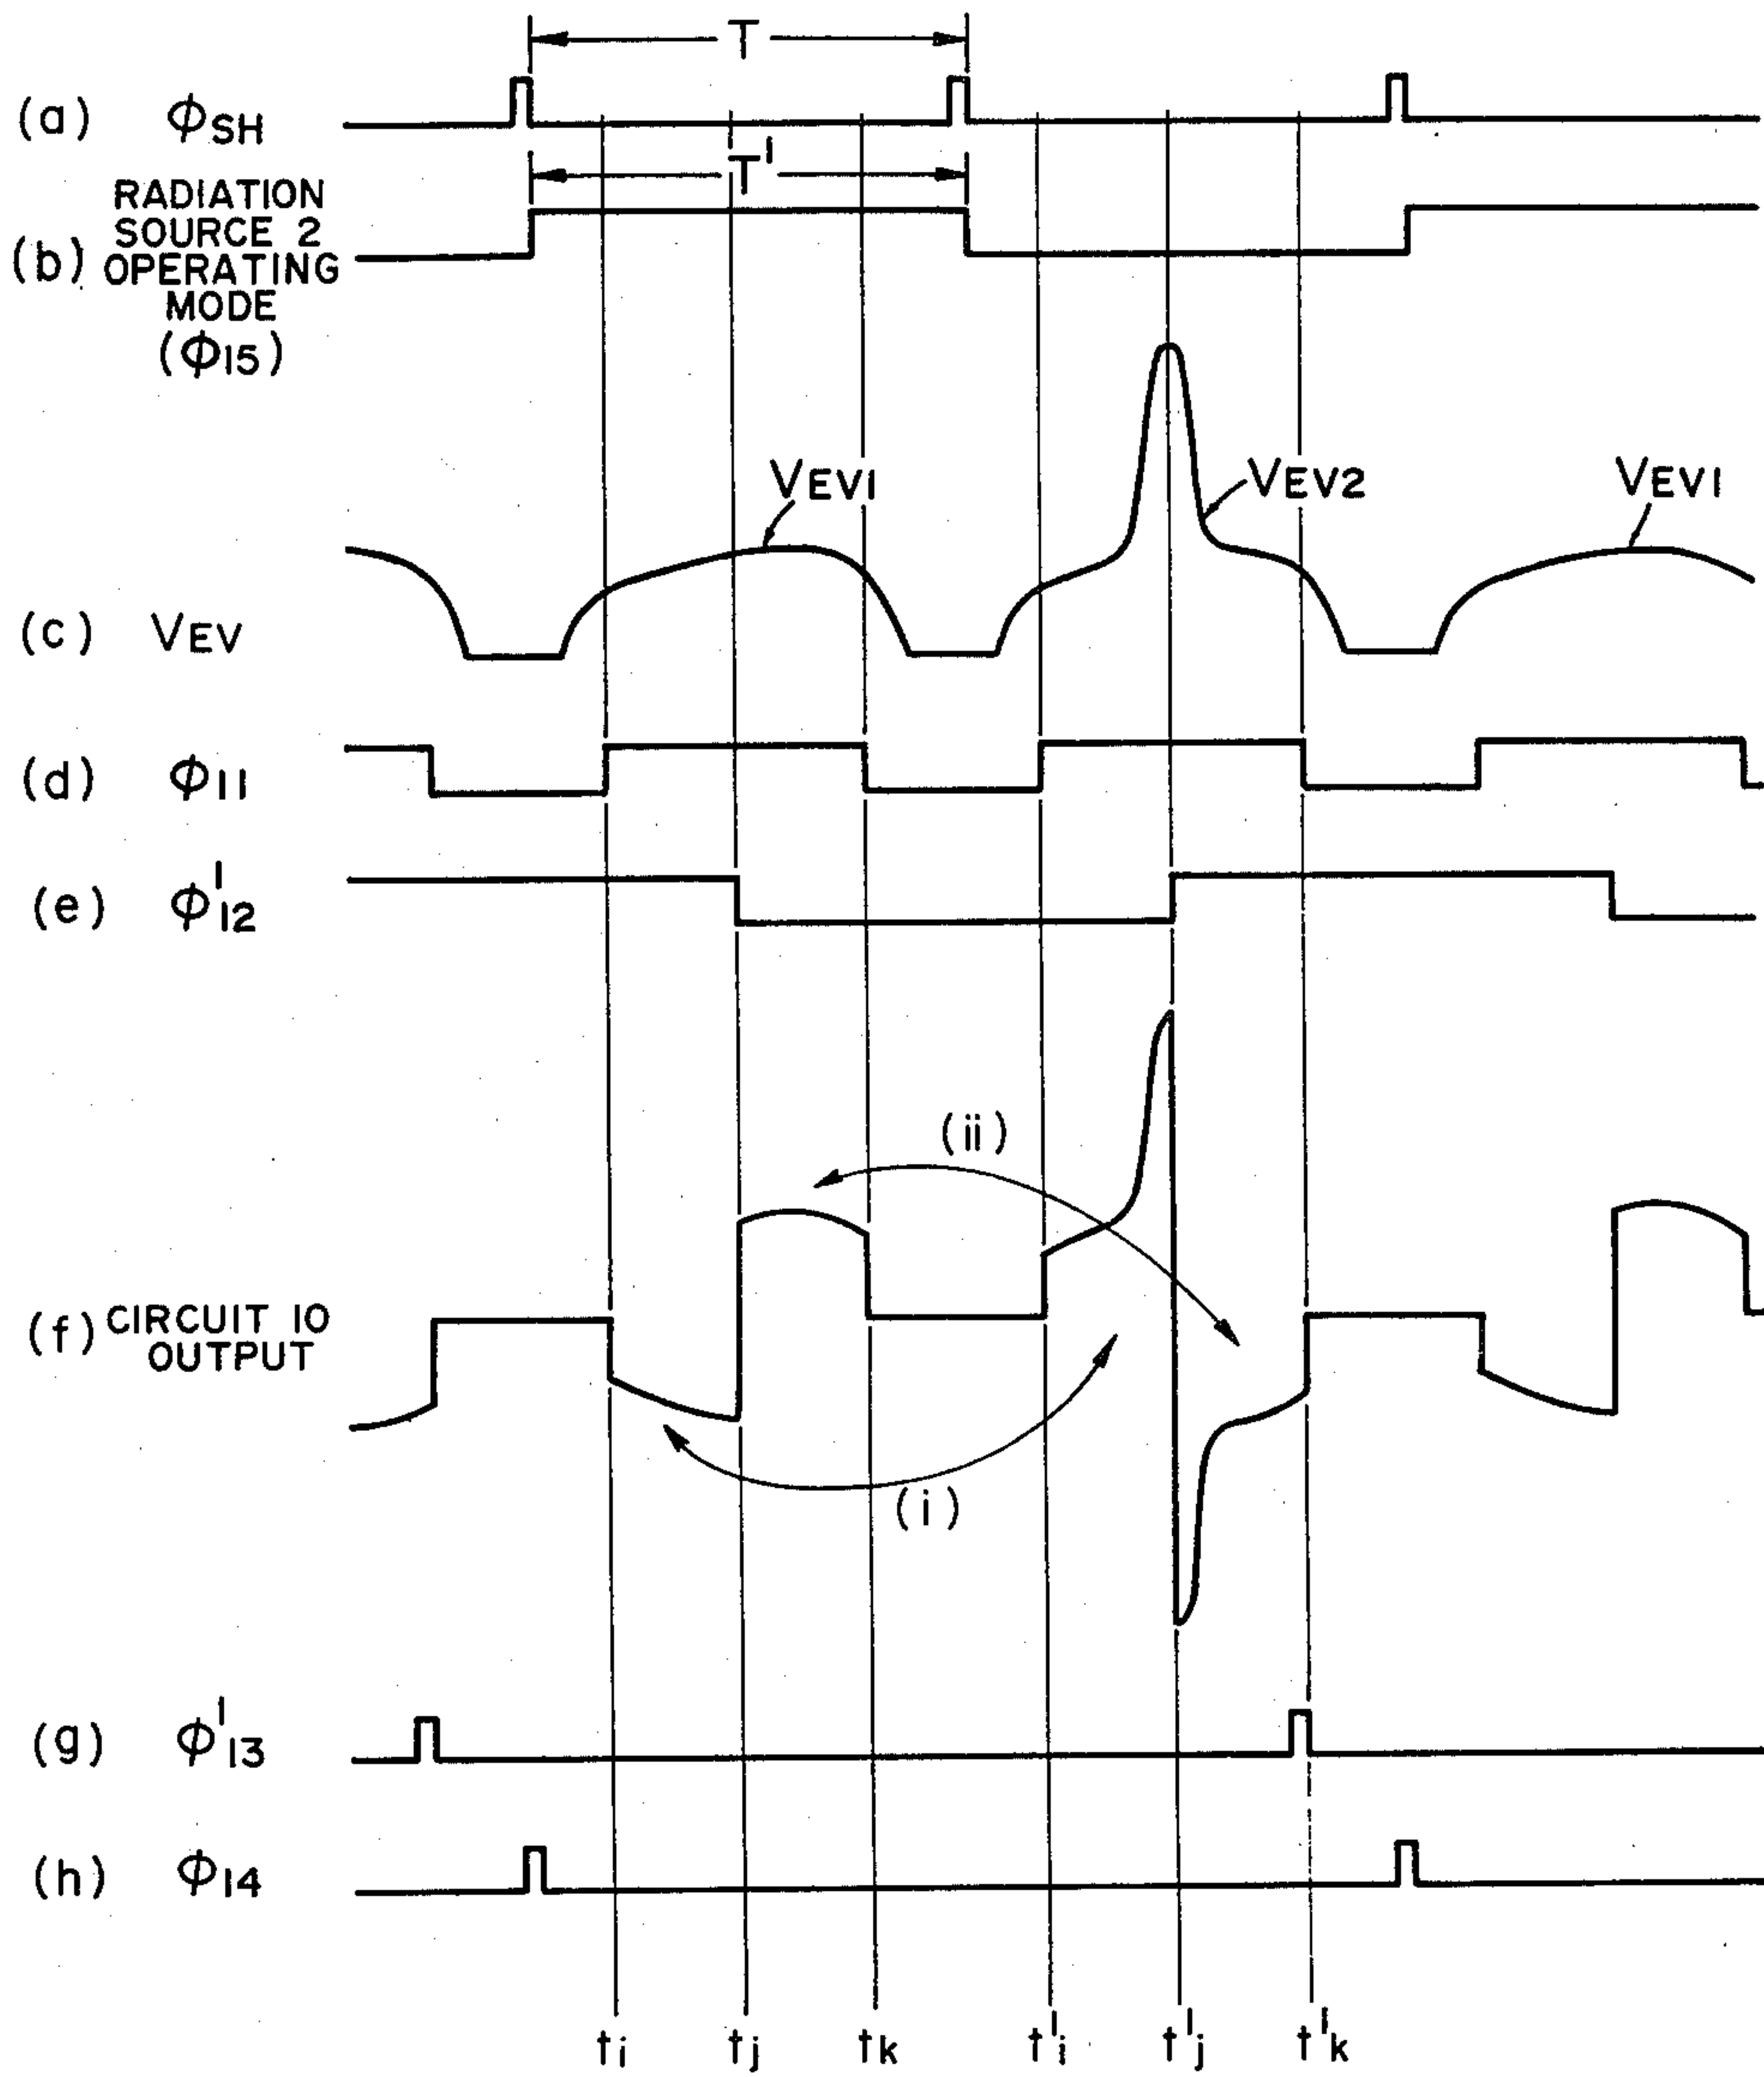 T
(a) ϕSH
T'
RADIATION
SOURCE 2
(b) OPERATING
MODE
(ϕ15)
VEV1
VEV2
VEV1
(c) VEV
(d) ϕ11
(e) ϕ'12
(ii)
(f) CIRCUIT 10
OUTPUT
(i)
(g) ϕ'13
(h) ϕ14
ti tj tk t'i t'j t'k